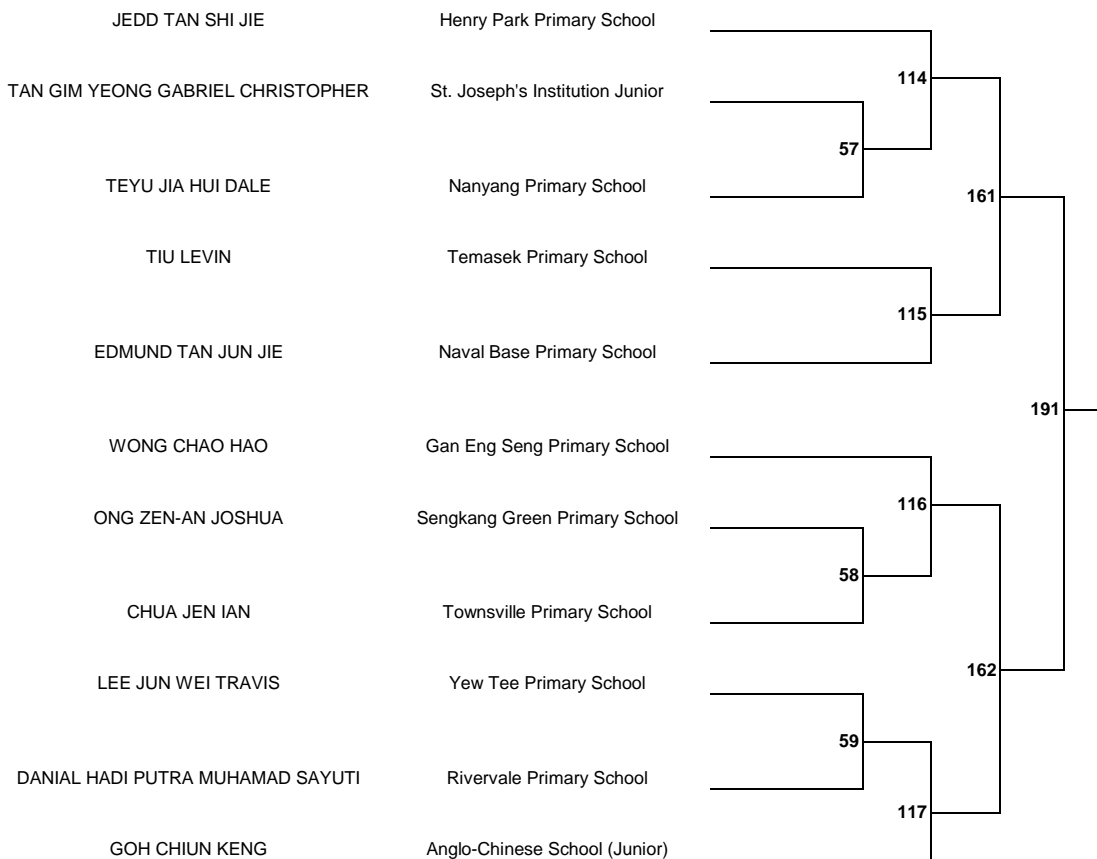 JEDD TAN SHI JIE Henry Park Primary School
114
TAN GIM YEONG GABRIEL CHRISTOPHER St. Joseph's Institution Junior
57
TEYU JIA HUI DALE Nanyang Primary School
161
TIU LEVIN Temasek Primary School
115
EDMUND TAN JUN JIE Naval Base Primary School
191
WONG CHAO HAO Gan Eng Seng Primary School
116
ONG ZEN-AN JOSHUA Sengkang Green Primary School
58
CHUA JEN IAN Townsville Primary School
162
LEE JUN WEI TRAVIS Yew Tee Primary School
59
DANIAL HADI PUTRA MUHAMAD SAYUTI Rivervale Primary School
117
GOH CHIUN KENG Anglo-Chinese School (Junior)